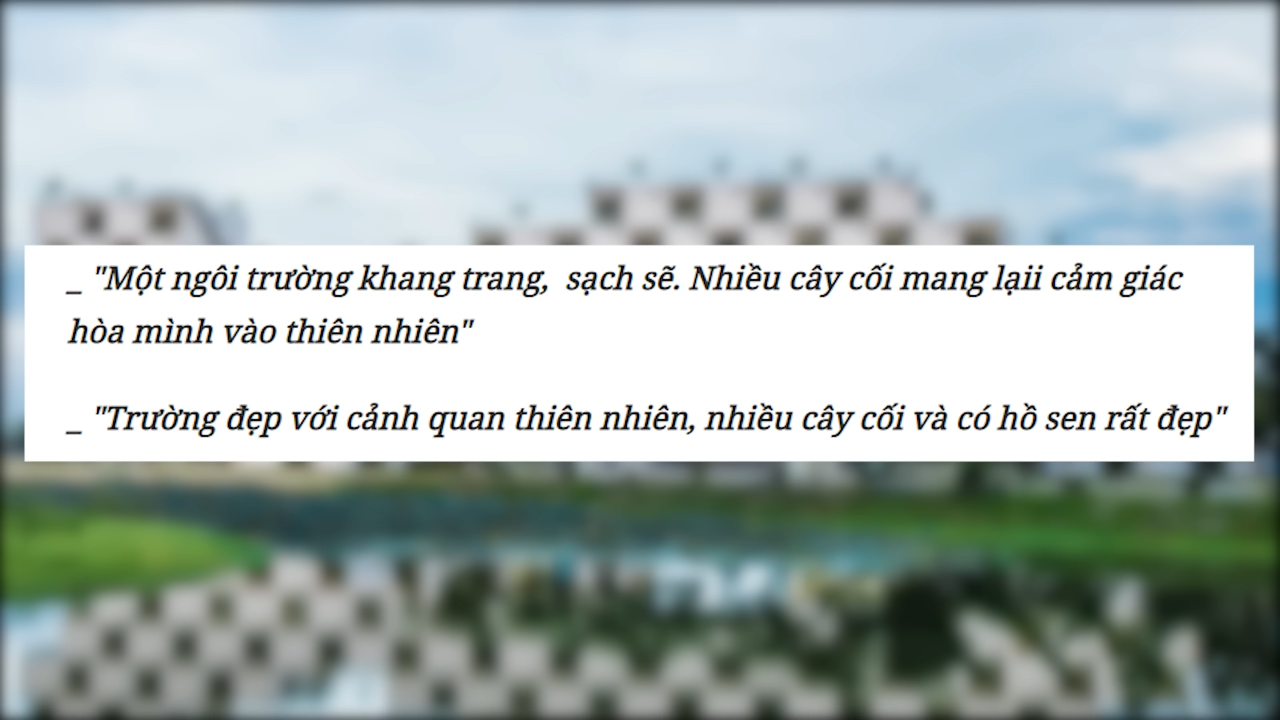 _ "Một ngôi trường khang trang,  sạch sẽ. Nhiều cây cối mang lạii cảm giác
hòa mình vào thiên nhiên"
_ "Trường đẹp với cảnh quan thiên nhiên, nhiều cây cối và có hồ sen rất đẹp"